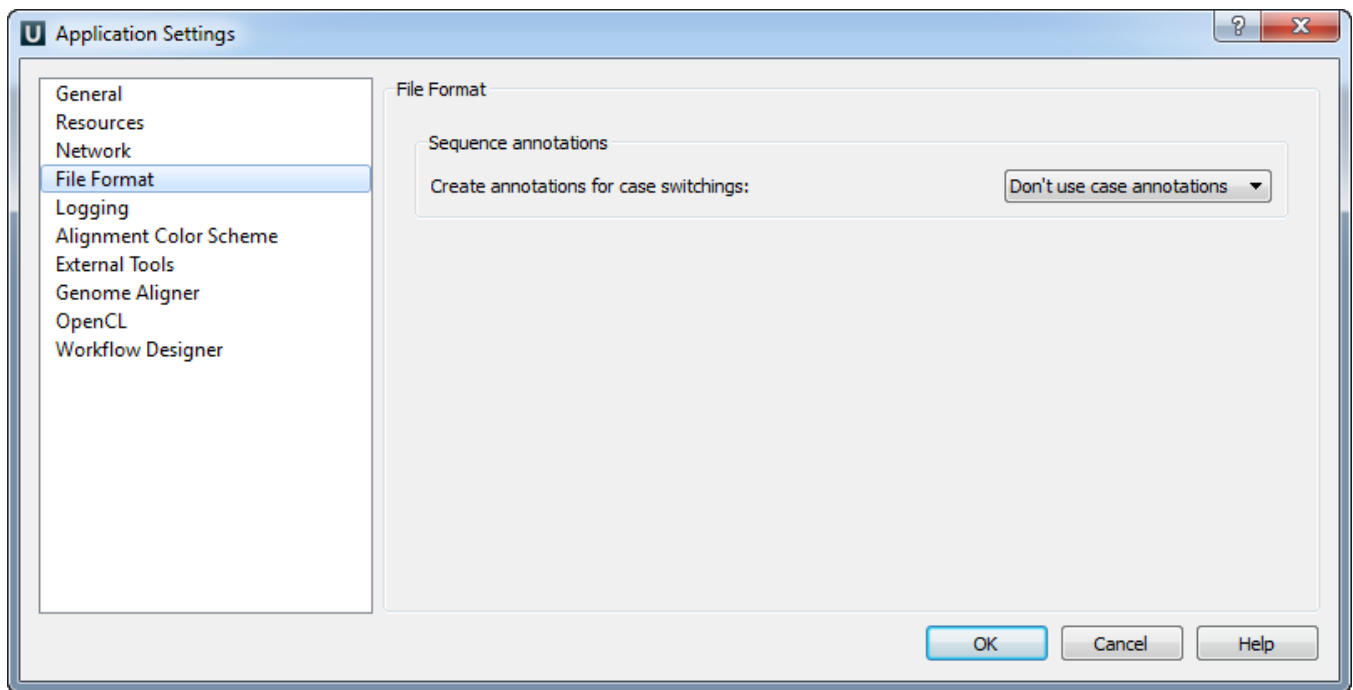 U Application Settings
?
General
Resources
Network
File Format
Logging
Alignment Color Scheme
External Tools
Genome Aligner
OpenCL
Workflow Designer
File Format
Sequence annotations
Create annotations for case switchings: Don't use case annotations
OK Cancel Help